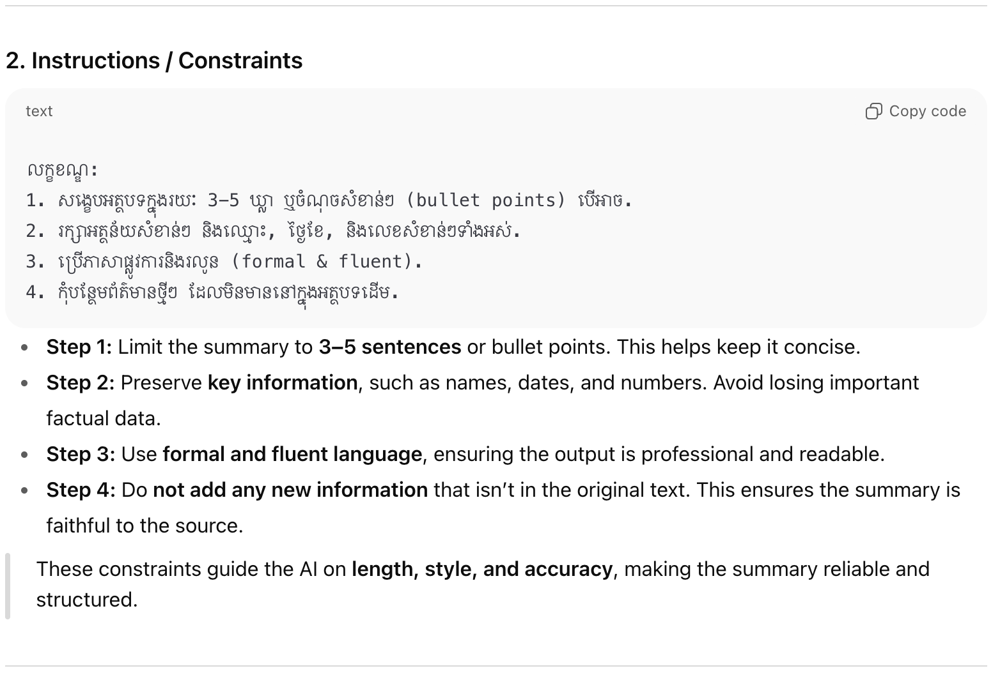 2. Instructions / Constraints
text
Copy code
លក្ខខណ្ឌ:
1. សង្ខេបអត្ថបទក្នុងរយៈ 3-5 ឃ្លា ឬចំណុចសំខាន់ៗ (bullet points) បើអាច.
2. រក្សាអត្ថន័យសំខាន់ៗ និងឈ្មោះ, ថ្ងៃខែ, និងលេខសំខាន់ៗទាំងអស់.
3. ប្រើភាសាផ្លូវការនិងរលូន (formal & fluent).
4. កុំបន្ថែមព័ត៌មានថ្មីៗ ដែលមិនមាននៅក្នុងអត្ថបទដើម.
• Step 1: Limit the summary to 3–5 sentences or bullet points. This helps keep it concise.
• Step 2: Preserve key information, such as names, dates, and numbers. Avoid losing important
factual data.
• Step 3: Use formal and fluent language, ensuring the output is professional and readable.
• Step 4: Do not add any new information that isn’t in the original text. This ensures the summary is
faithful to the source.
These constraints guide the AI on length, style, and accuracy, making the summary reliable and
structured.